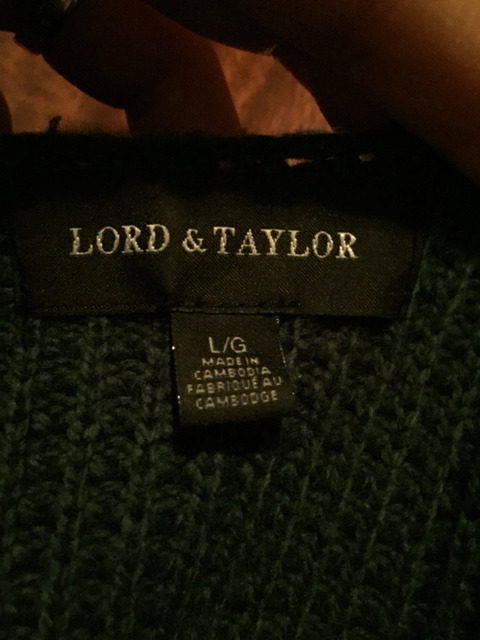 LORD & TAYLOR
L/G
MADE IN
CAMBODIA
FABRIQUÉ AU
CAMBODGE